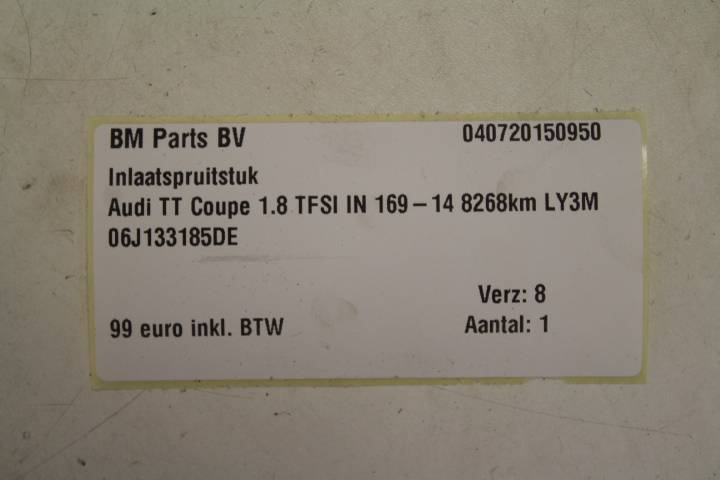 BM Parts BV 040720150950
Inlaatspruitstuk
Audi TT Coupe 1.8 TFSI IN 169 – 14 8268km LY3M
06J133185DE
Verz: 8
99 euro inkl. BTW Aantal: 1